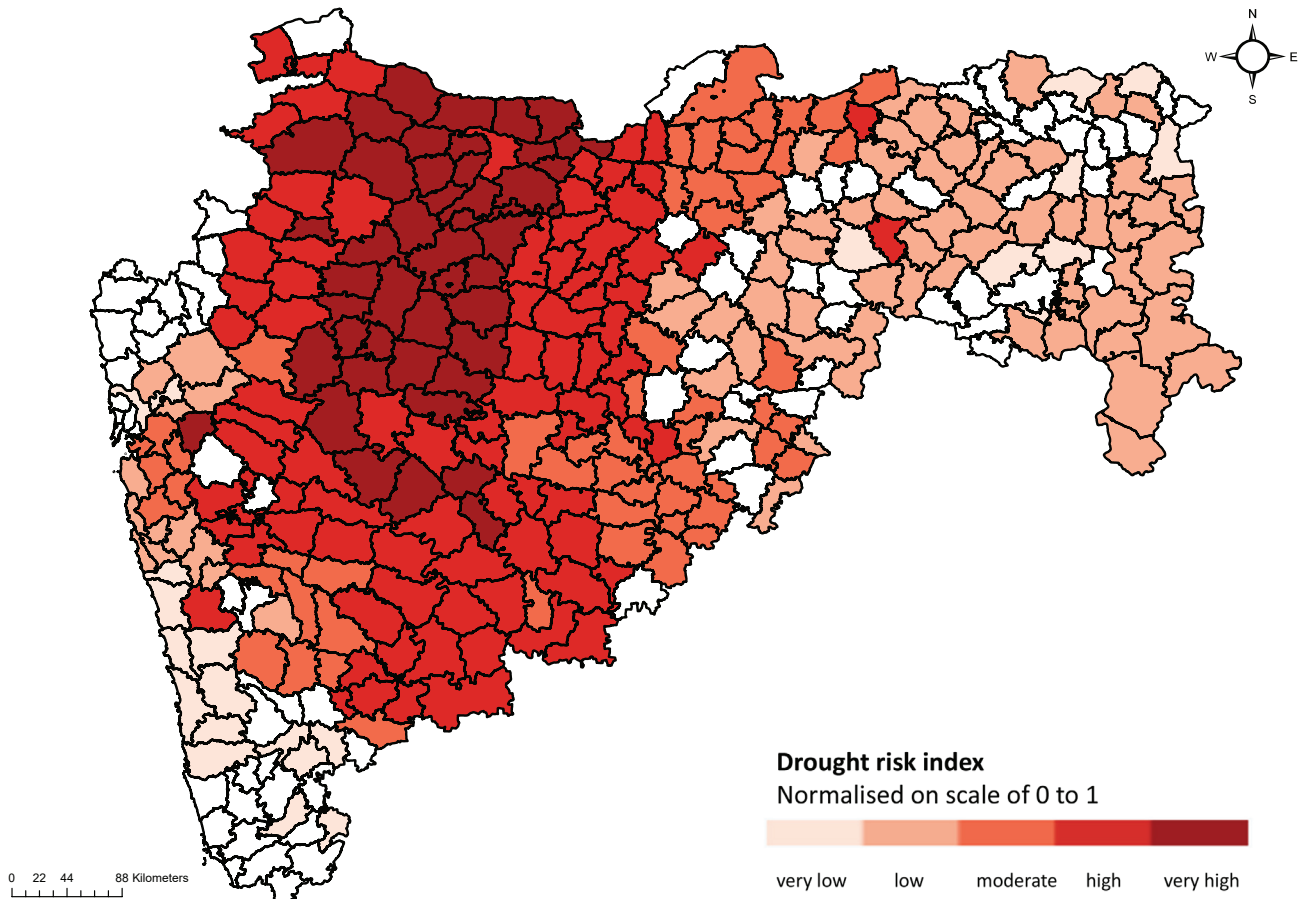 N
W E
S
Drought risk index
Normalised on scale of 0 to 1
very low low moderate high very high
0 22 44 88 Kilometers